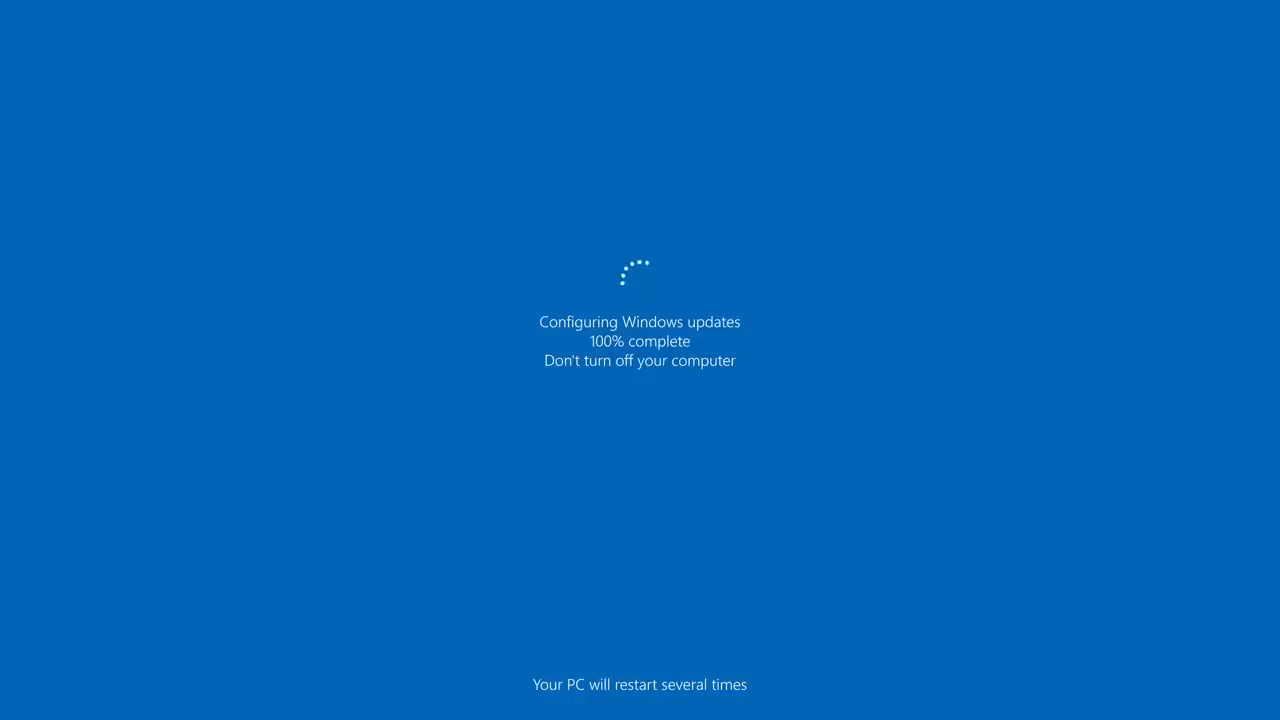 Configuring Windows updates
100% complete
Don't turn off your computer
Your PC will restart several times